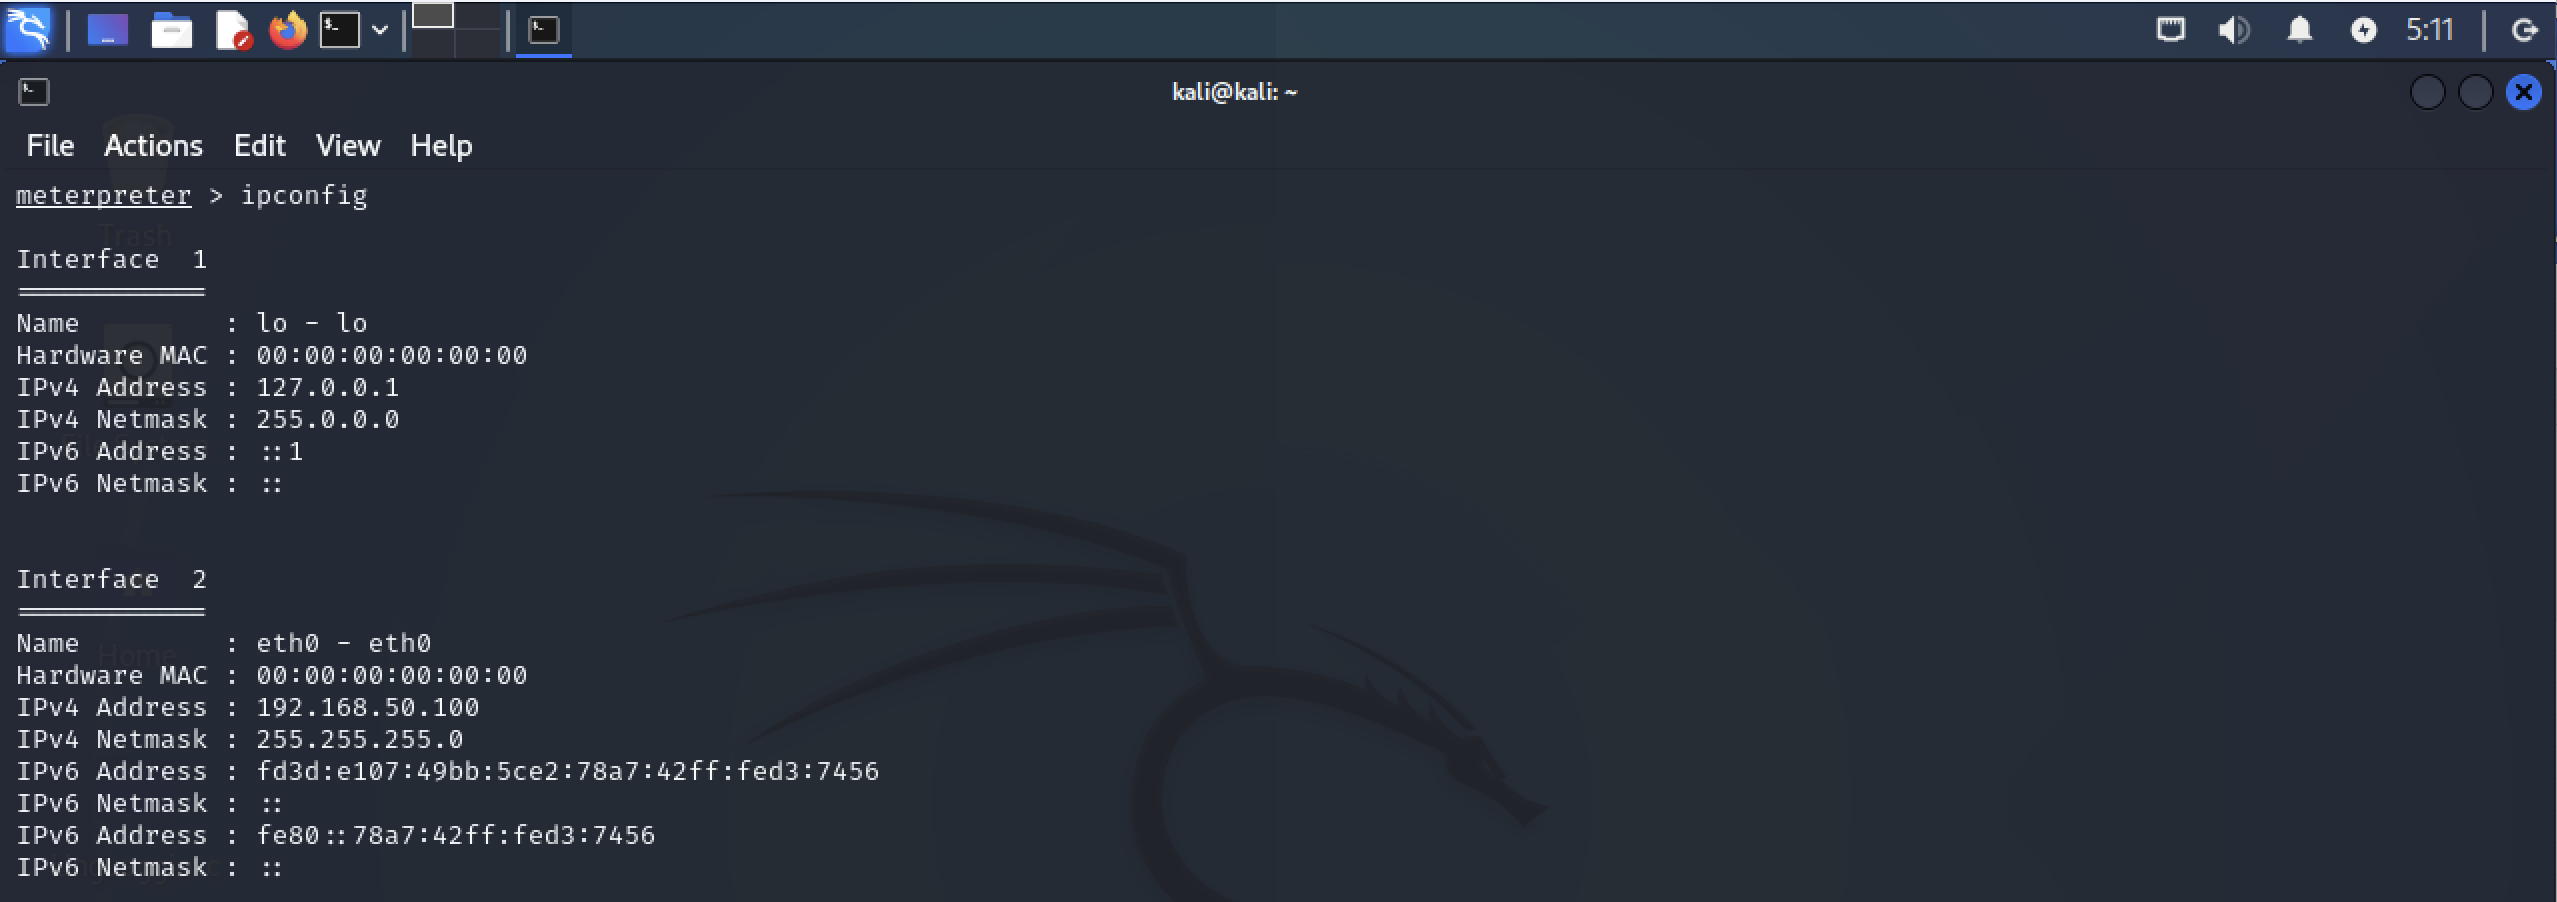 5:11
kali@kali: ~
File Actions Edit View Help
meterpreter > ipconfig
Trash
Interface  1
============
Name         : lo - lo
Hardware MAC : 00:00:00:00:00:00
IPv4 Address : 127.0.0.1
IPv4 Netmask : 255.0.0.0
IPv6 Address : ::1
IPv6 Netmask : ::
Interface  2
============
Name         : eth0 - eth0
Home
Hardware MAC : 00:00:00:00:00:00
IPv4 Address : 192.168.50.100
IPv4 Netmask : 255.255.255.0
IPv6 Address : fd3d:e107:49bb:5ce2:78a7:42ff:fed3:7456
IPv6 Netmask : ::
IPv6 Address : fe80::78a7:42ff:fed3:7456
IPv6 Netmask : ::